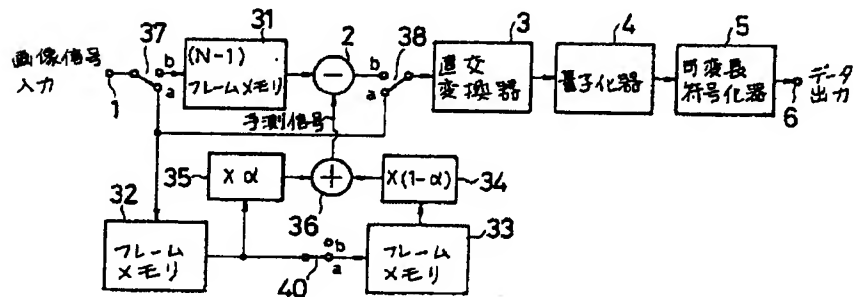 画像信号
入力
1
37
b
a
31
(N-1)
フレームメモリ
2
b
a
38
3
直交
変換器
4
量子化器
5
可変長
符号化器
データ
出力
6
予測信号
35
×α
36
×(1-α)
34
32
フレーム
メモリ
b
a
40
フレーム
メモリ
33